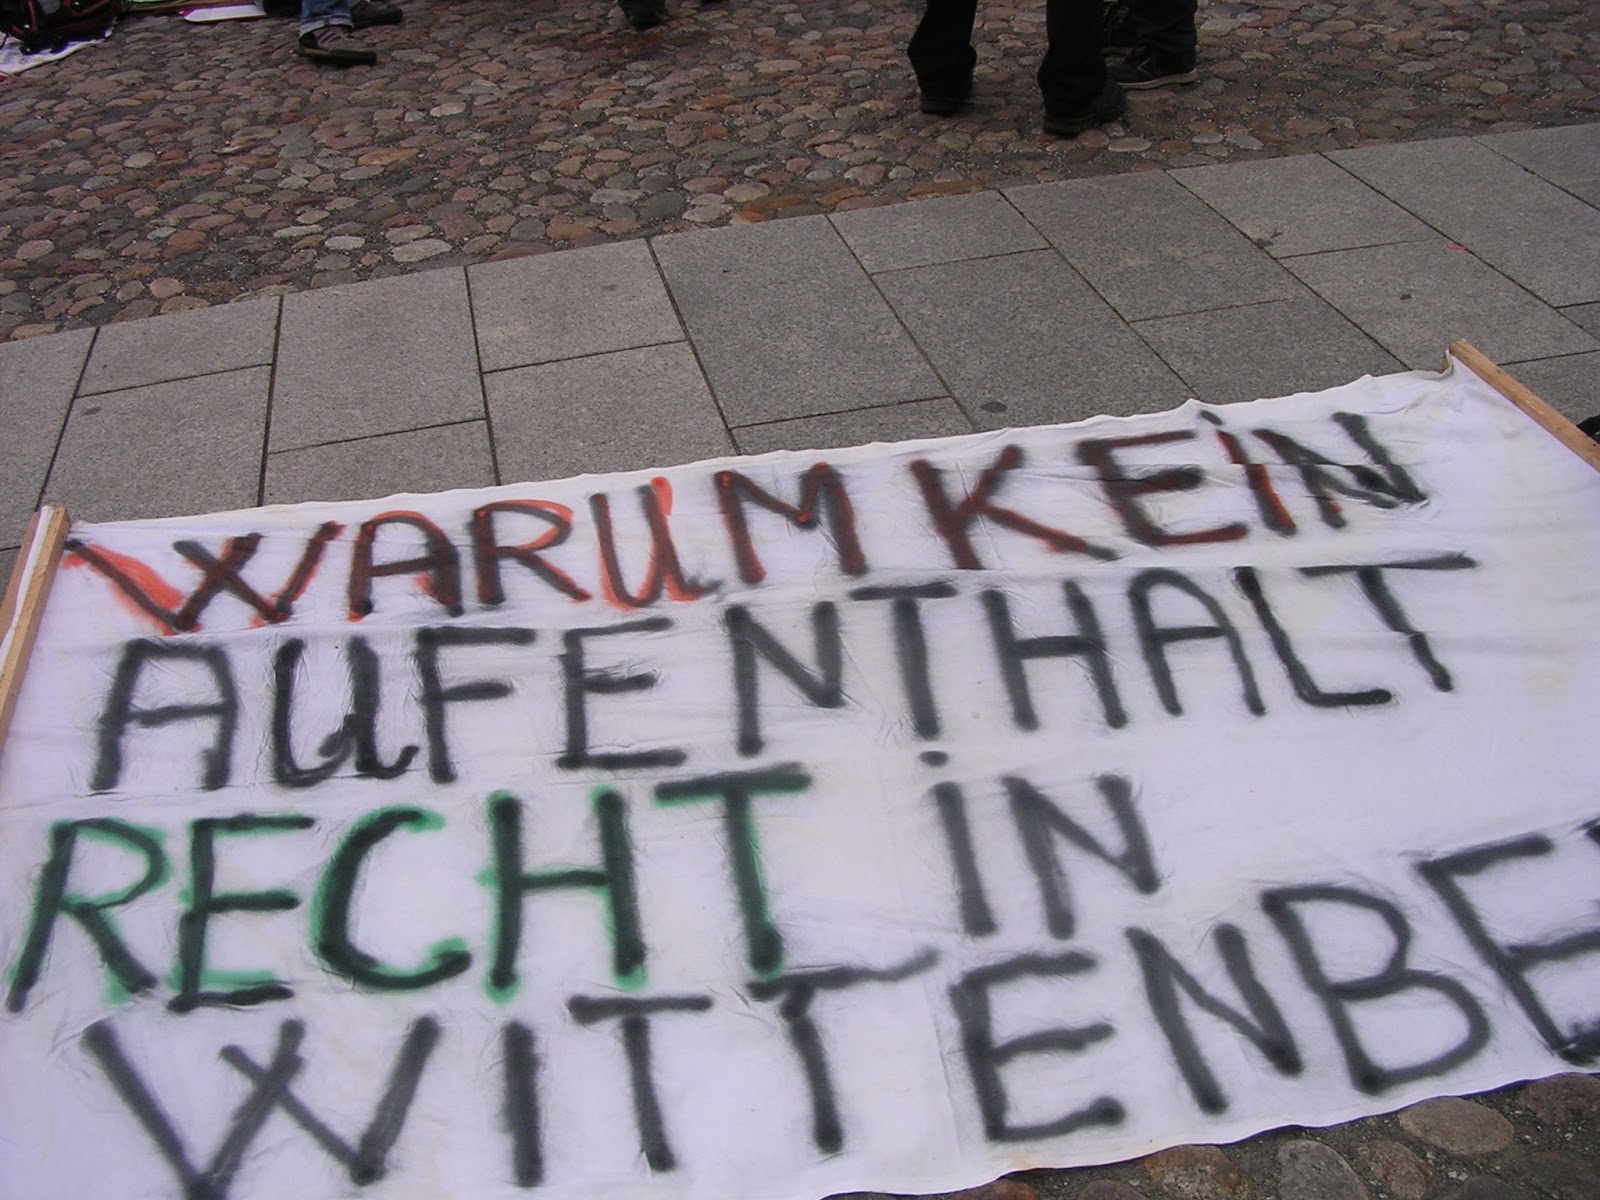 WARUM KEiN
AUFENTHALT
RECHT iN
WITTENBE